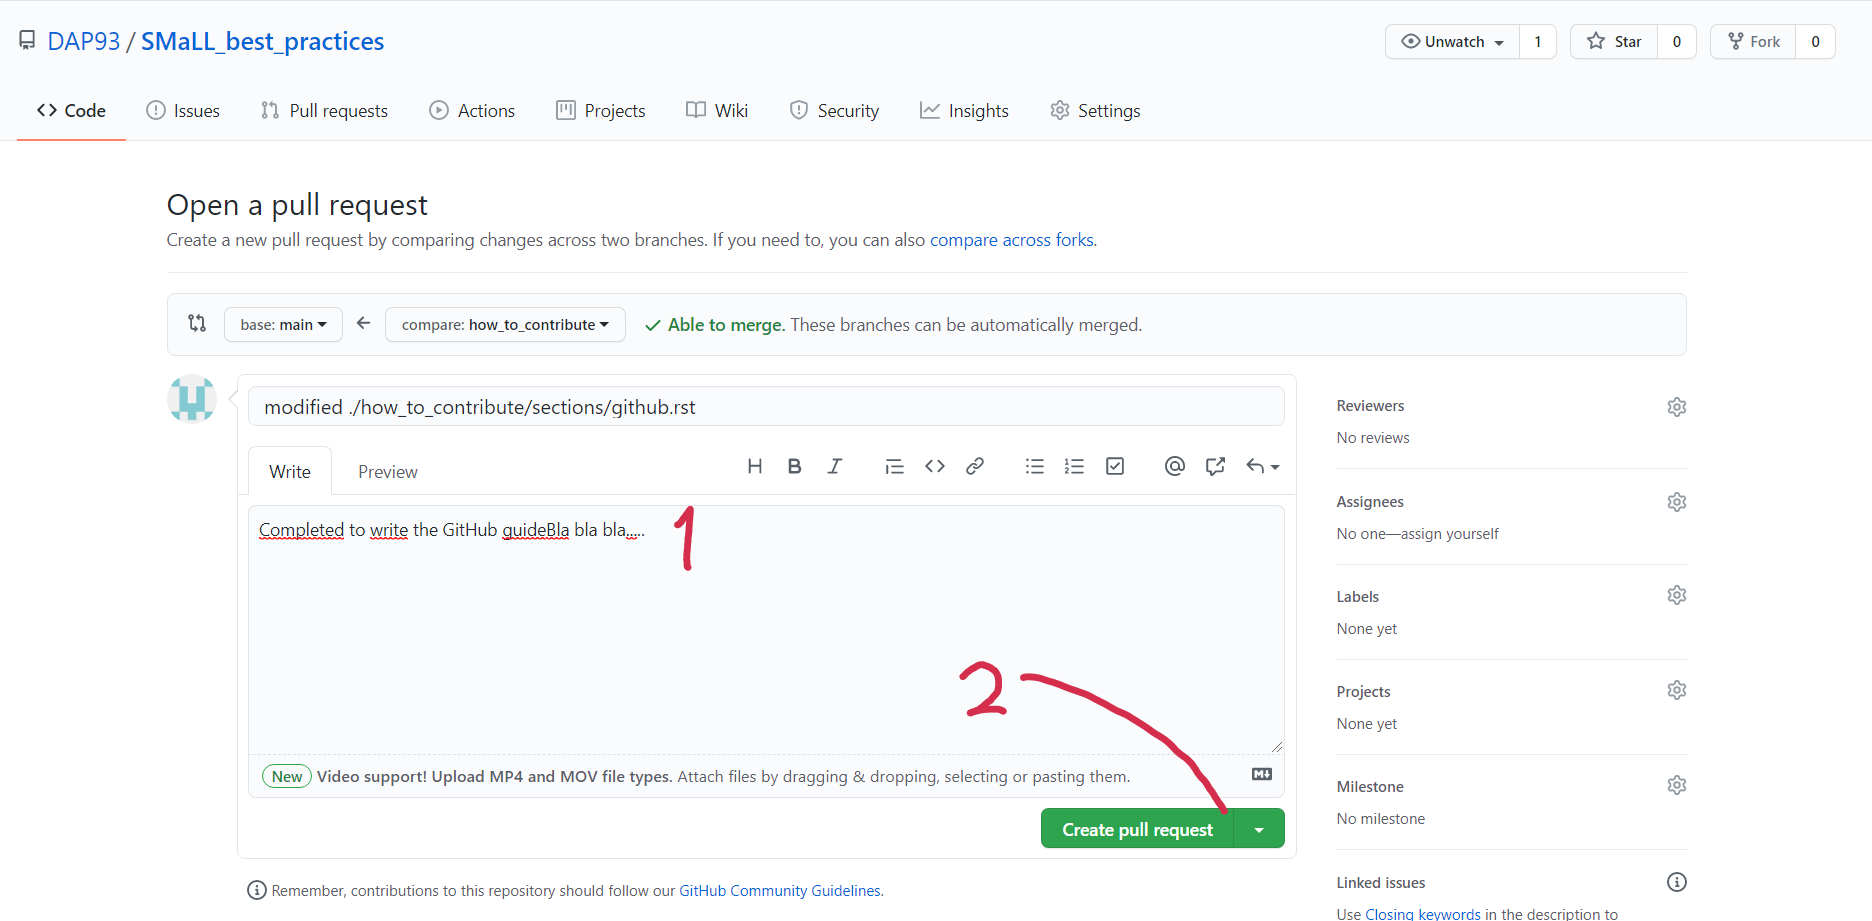 DAP93 / SMaLL_best_practices
Unwatch 1 Star 0 Fork 0
Code Issues Pull requests Actions Projects Wiki Security Insights Settings
Open a pull request
Create a new pull request by comparing changes across two branches. If you need to, you can also compare across forks.
base: main compare: how_to_contribute Able to merge. These branches can be automatically merged.
modified ./how_to_contribute/sections/github.rst
Write Preview
Completed to write the GitHub guideBla bla bla.....
1
2
New Video support! Upload MP4 and MOV file types. Attach files by dragging & dropping, selecting or pasting them.
Create pull request
Remember, contributions to this repository should follow our GitHub Community Guidelines.
Reviewers
No reviews
Assignees
No one—assign yourself
Labels
None yet
Projects
None yet
Milestone
No milestone
Linked issues
Use Closing keywords in the description to